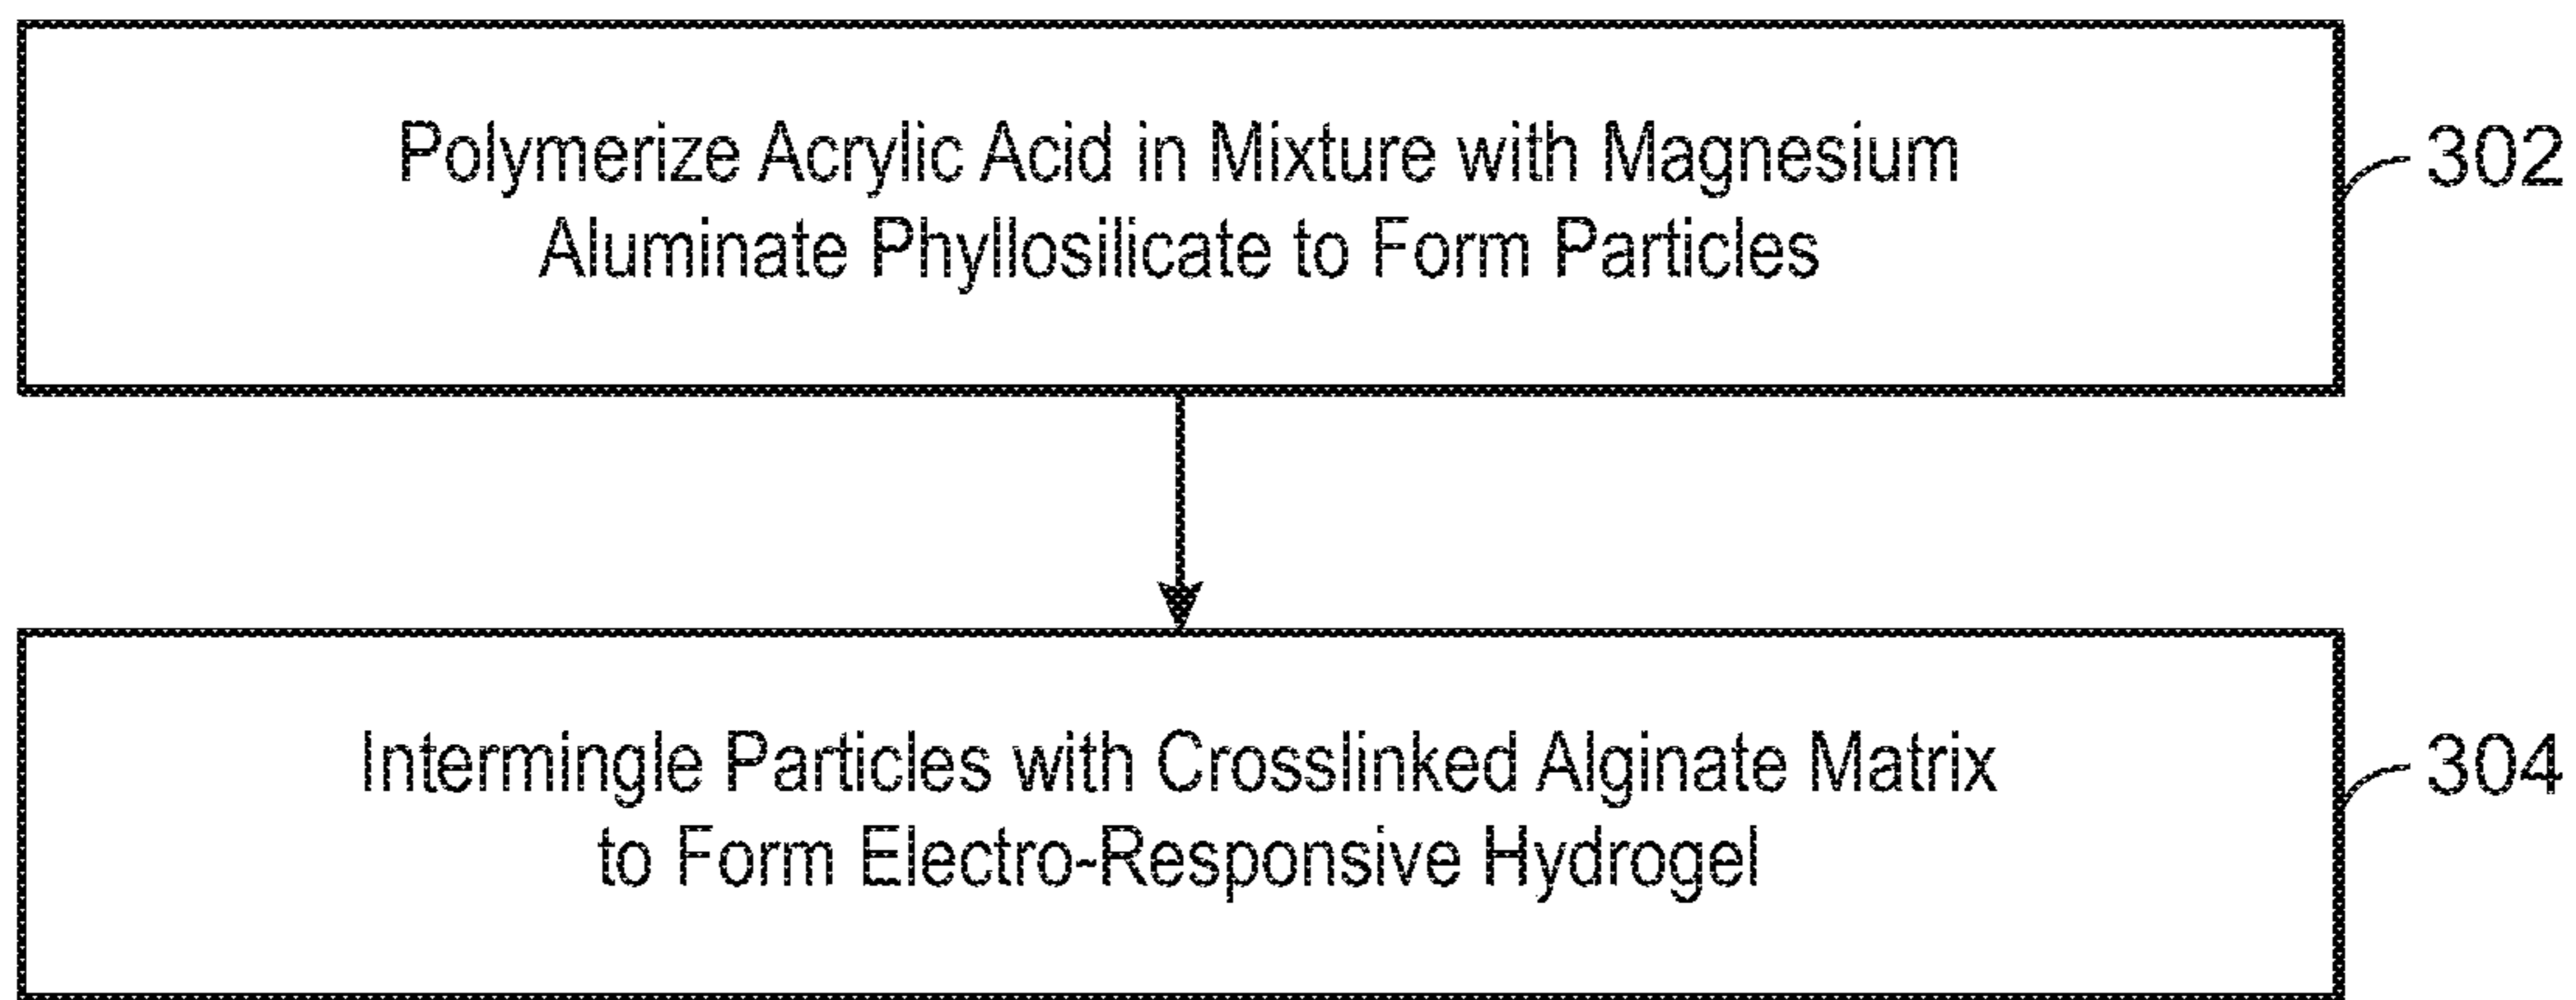 Polymerize Acrylic Acid in Mixture with Magnesium
Aluminate Phyllosilicate to Form Particles
302
Intermingle Particles with Crosslinked Alginate Matrix
to Form Electro-Responsive Hydrogel
304